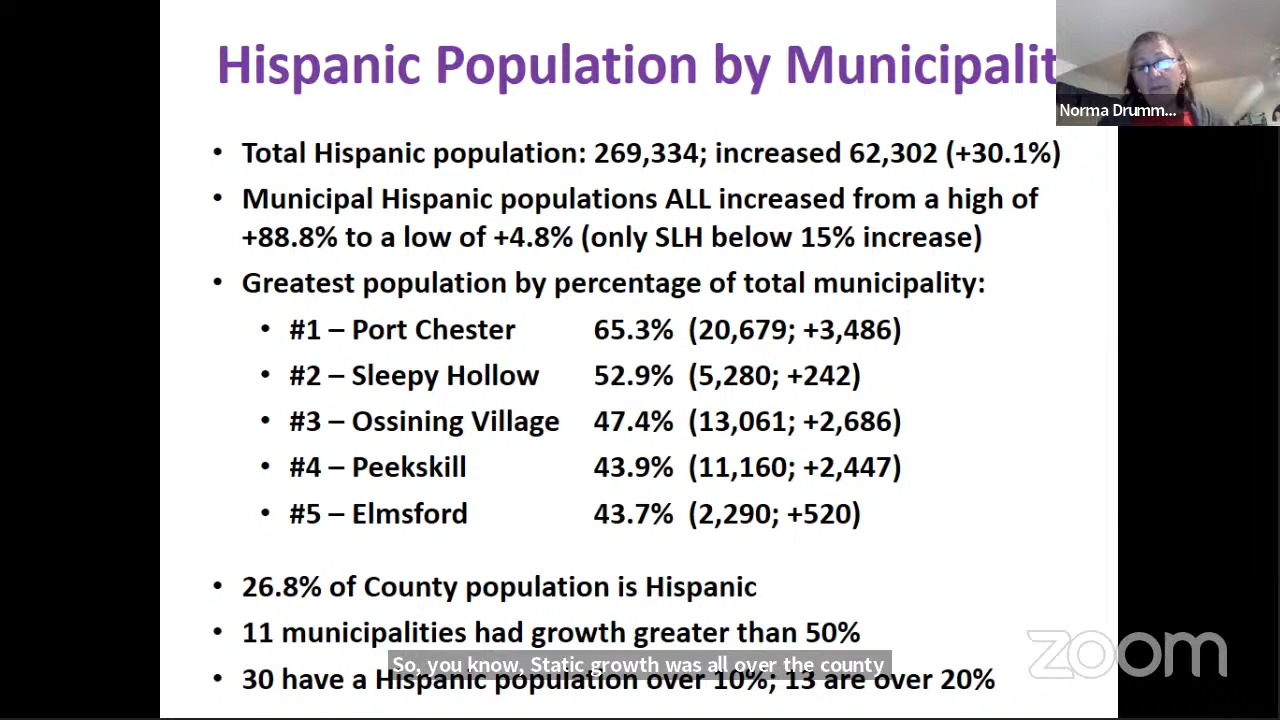 Hispanic Population by Municipalit
Norma Drumm...
• Total Hispanic population: 269,334; increased 62,302 (+30.1%)
• Municipal Hispanic populations ALL increased from a high of
+88.8% to a low of +4.8% (only SLH below 15% increase)
• Greatest population by percentage of total municipality:
• #1 – Port Chester 65.3% (20,679; +3,486)
• #2 – Sleepy Hollow 52.9% (5,280; +242)
• #3 – Ossining Village 47.4% (13,061; +2,686)
• #4 – Peekskill 43.9% (11,160; +2,447)
• #5 – Elmsford 43.7% (2,290; +520)
• 26.8% of County population is Hispanic
• 11 municipalities had growth greater than 50%
So, you know, Static growth was all over the county
• 30 have a Hispanic population over 10%; 13 are over 20%
zoom